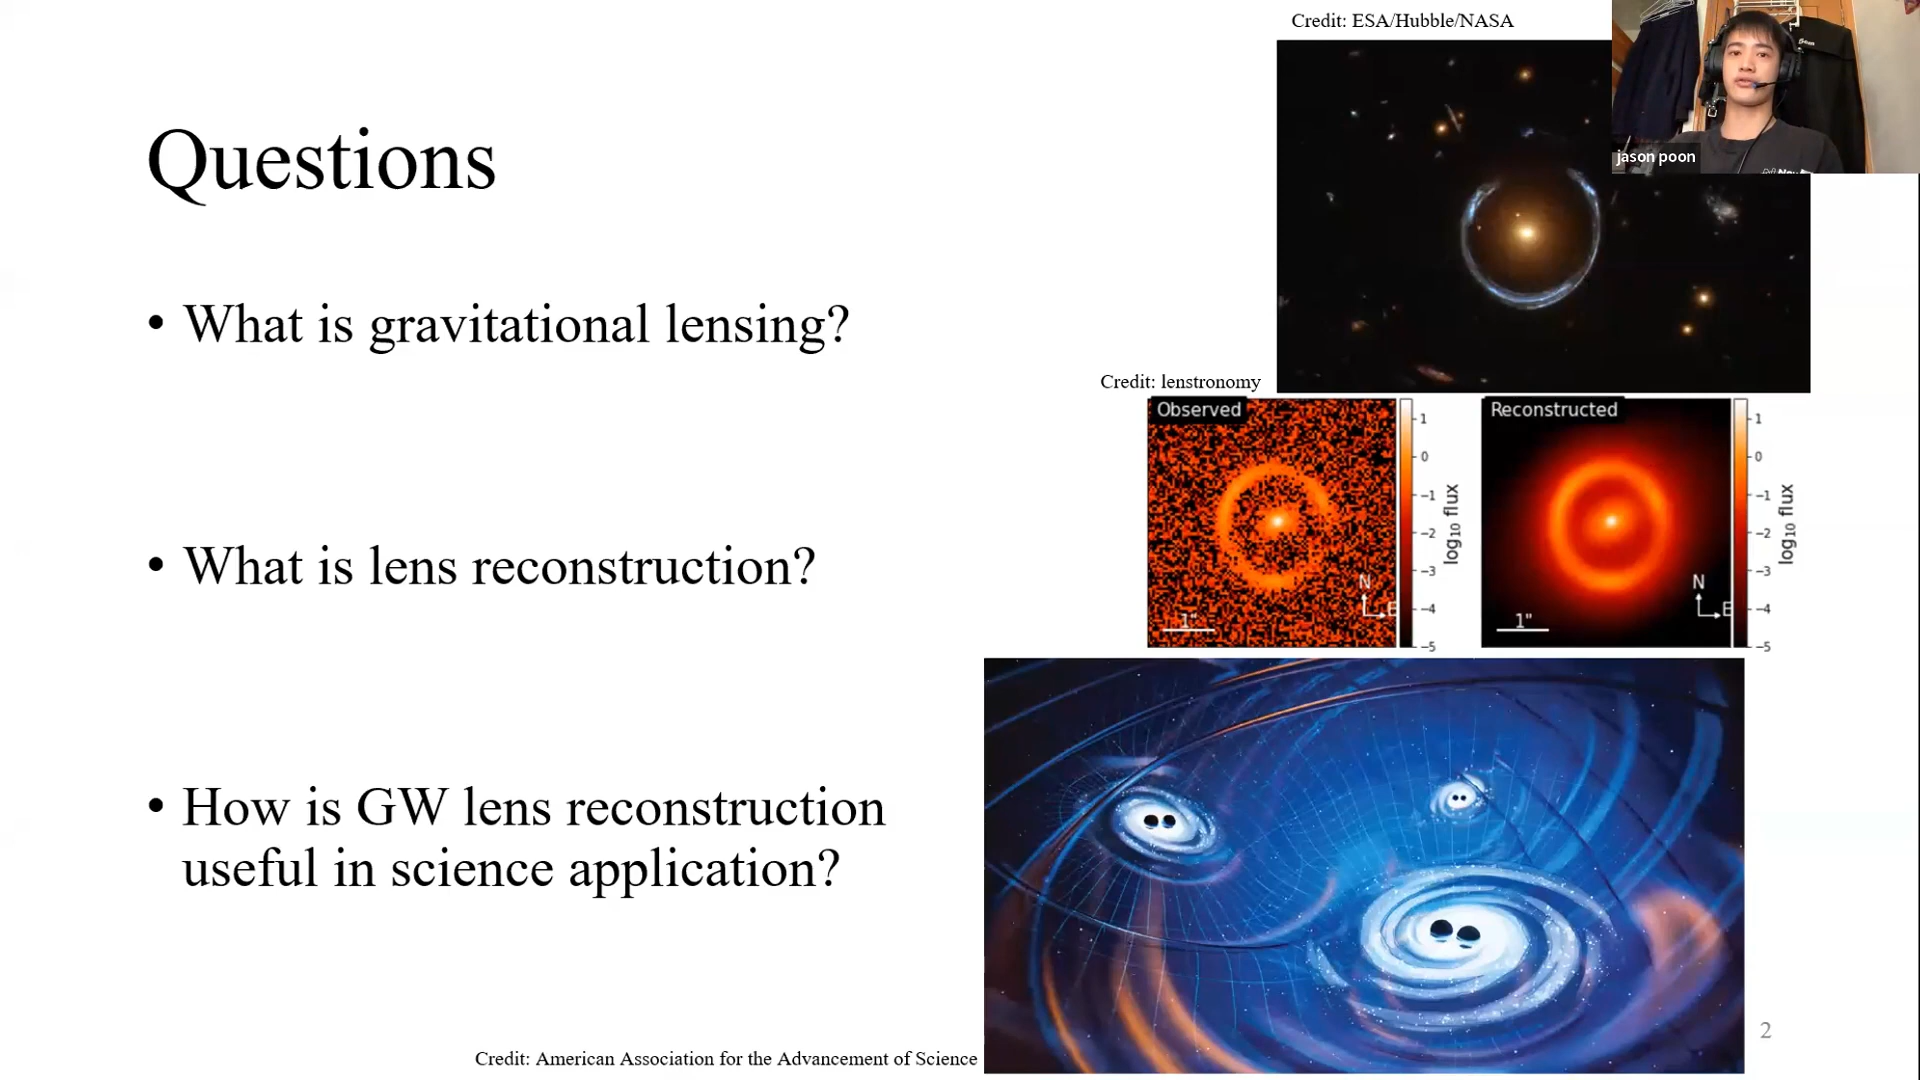 Credit: ESA/Hubble/NASA
jason poon
Questions
• What is gravitational lensing?
Credit: lenstronomy
Observed
1
0
−1
−2
−3
−4
−5
log₁₀ flux
N
E
1"
Reconstructed
1
0
−1
−2
−3
−4
−5
log₁₀ flux
N
E
1"
• What is lens reconstruction?
• How is GW lens reconstruction
useful in science application?
Credit: American Association for the Advancement of Science
2